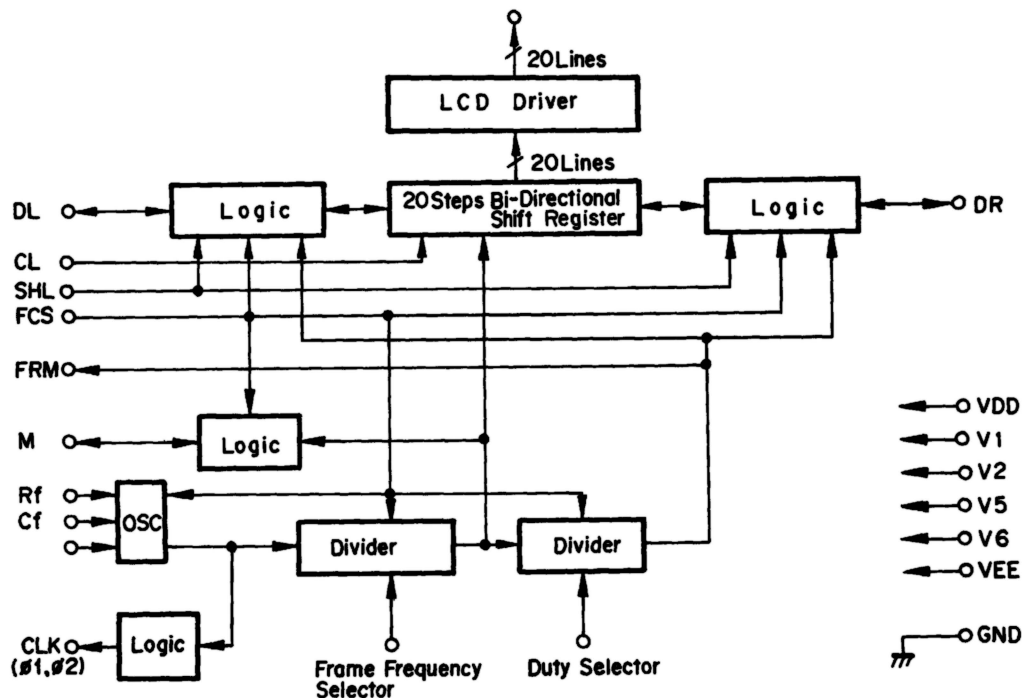 20Lines
LCD Driver
20Lines
DL
Logic
20Steps Bi-Directional
Shift Register
Logic
DR
CL
SHL
FCS
FRM
M
Logic
VDD
V1
V2
V5
V6
VEE
Rf
Cf
OSC
Divider
Divider
CLK
(ø1,ø2)
Logic
Frame Frequency
Selector
Duty Selector
GND